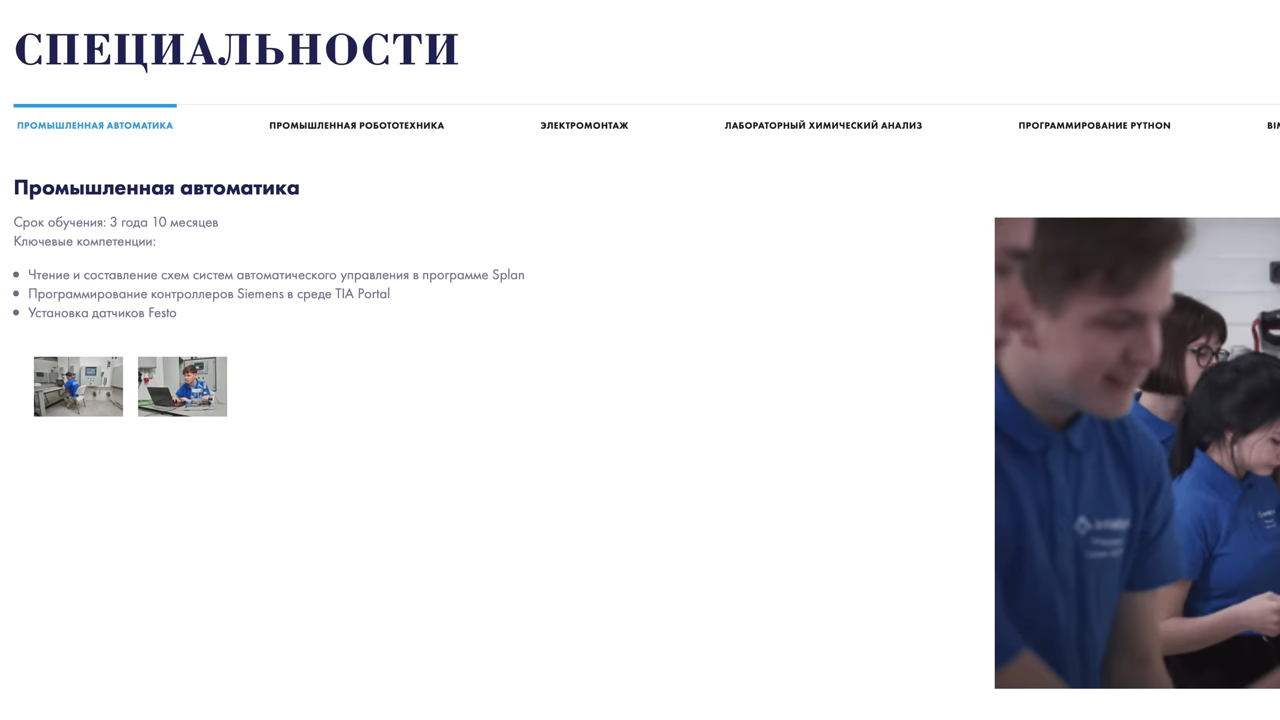 СПЕЦИАЛЬНОСТИ
ПРОМЫШЛЕННАЯ АВТОМАТИКА
ПРОМЫШЛЕННАЯ РОБОТОТЕХНИКА
ЭЛЕКТРОМОНТАЖ
ЛАБОРАТОРНЫЙ ХИМИЧЕСКИЙ АНАЛИЗ
ПРОГРАММИРОВАНИЕ PYTHON
Промышленная автоматика
Срок обучения: 3 года 10 месяцев
Ключевые компетенции:
Чтение и составление схем систем автоматического управления в программе Splan
Программирование контроллеров Siemens в среде TIA Portal
Установка датчиков Festo